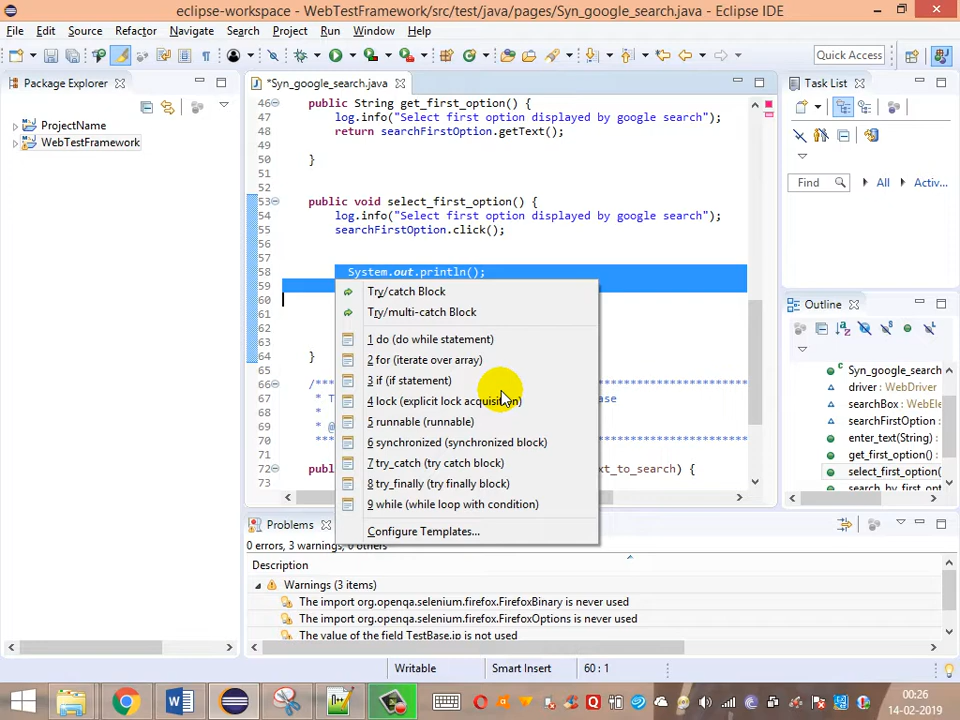 eclipse-workspace - WebTestFramework/src/test/java/pages/Syn_google_search.java - Eclipse IDE
File Edit Source Refactor Navigate Search Project Run Window Help
Quick Access
Package Explorer
ProjectName
WebTestFramework
*Syn_google_search.java
46 public String get_first_option() {
47 log.info("Select first option displayed by google search");
48 return searchFirstOption.getText();
49
50 }
51
52
53 public void select_first_option() {
54 log.info("Select first option displayed by google search");
55 searchFirstOption.click();
56
57
58 System.out.println();
59
60
61
62
63
64 }
65
66 /***
67
68
69 * @
70 ***
71
72 publ ext_to_search) {
73
Try/catch Block
Try/multi-catch Block
1 do (do while statement)
2 for (iterate over array)
3 if (if statement)
4 lock (explicit lock acquisition)
5 runnable (runnable)
6 synchronized (synchronized block)
7 try_catch (try catch block)
8 try_finally (try finally block)
9 while (while loop with condition)
Configure Templates...
Task List
Find All Activ...
Outline
Syn_google_search
driver : WebDriver
searchBox : WebEle
searchFirstOption :
enter_text(String) :
get_first_option() :
select_first_option(
search_by_first_opt
Problems
0 errors, 3 warnings, 0 others
Description
Warnings (3 items)
The import org.openqa.selenium.firefox.FirefoxBinary is never used
The import org.openqa.selenium.firefox.FirefoxOptions is never used
The value of the field TestBase.ip is not used
Writable Smart Insert 60 : 1
00:26
14-02-2019